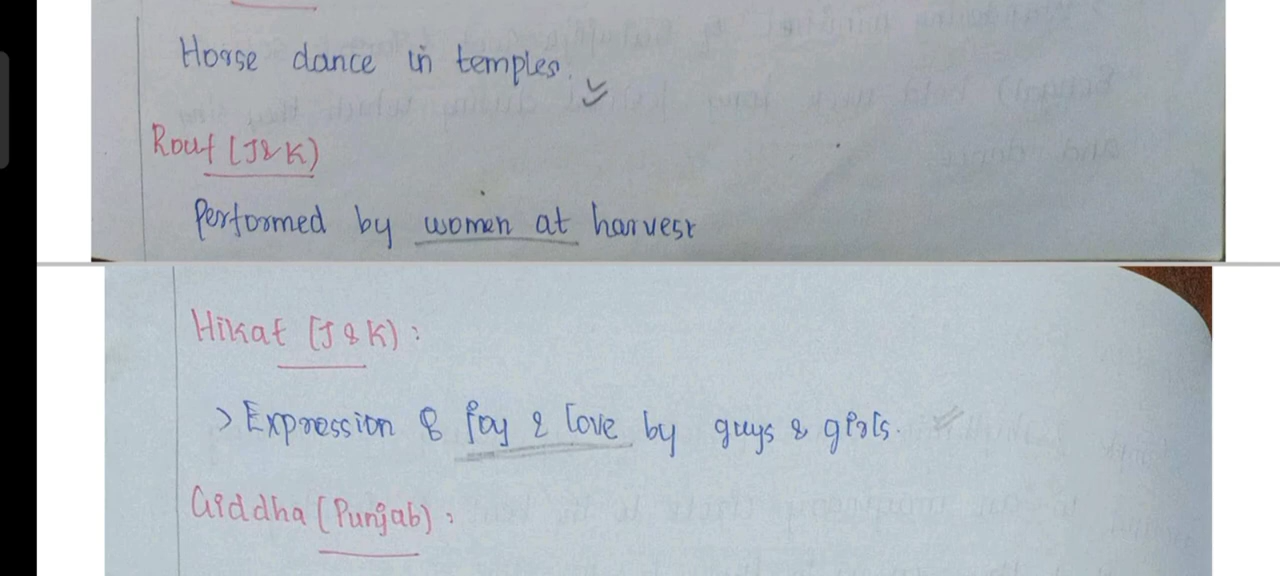 Horse dance in temples.
Rouf (J&K)
Performed by women at harvest
Hikat (J & K) :
> Expression of joy & love by guys & girls.
Giddha (Punjab) :